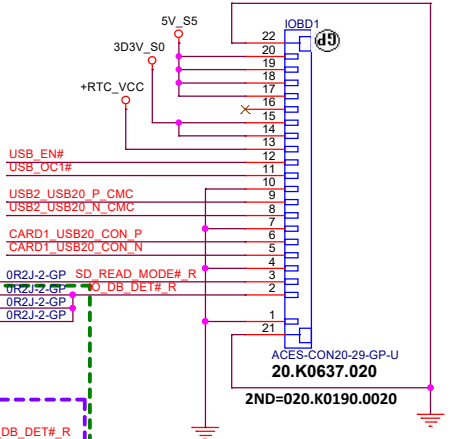 5V_S5
IOBD1
22
GP
3D3V_S0
20
19
18
+RTC_VCC
17
16
15
14
13
USB_EN#
12
USB_OC1#
11
10
USB2_USB20_P_CMC
9
USB2_USB20_N_CMC
8
7
CARD1_USB20_CON_P
6
CARD1_USB20_CON_N
5
4
0R2J-2-GP
SD_READ_MODE#_R
3
0R2J-2-GP
IO_DB_DET#_R
2
0R2J-2-GP
0R2J-2-GP
1
21
ACES-CON20-29-GP-U
20.K0637.020
2ND=020.K0190.0020
DB_DET#_R